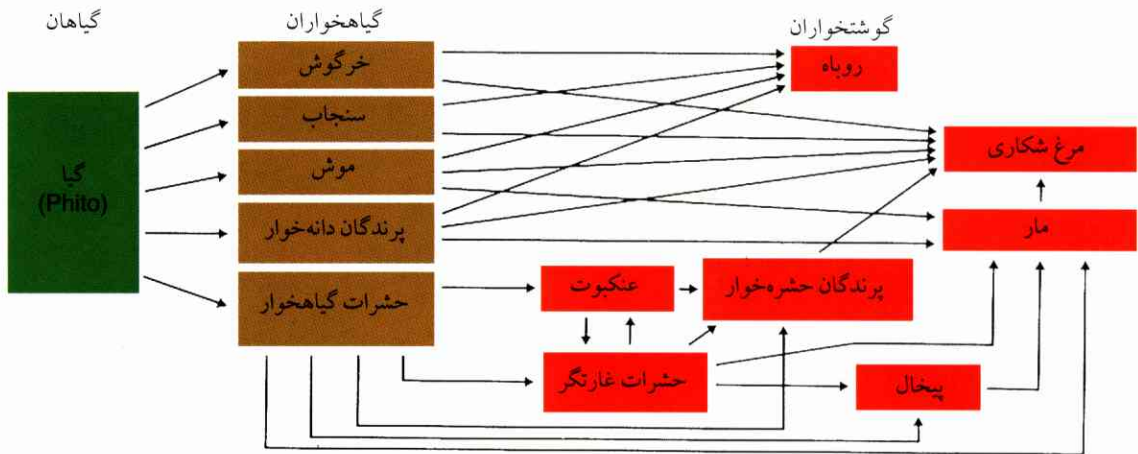 گیاهان
گیاهخواران
گوشتخواران
گیا
(Phito)
خرگوش
سنجاب
موش
پرندگان دانه‌خوار
حشرات گیاهخوار
روباه
مرغ شکاری
مار
عنکبوت
پرندگان حشره‌خوار
حشرات غارتگر
پیخال